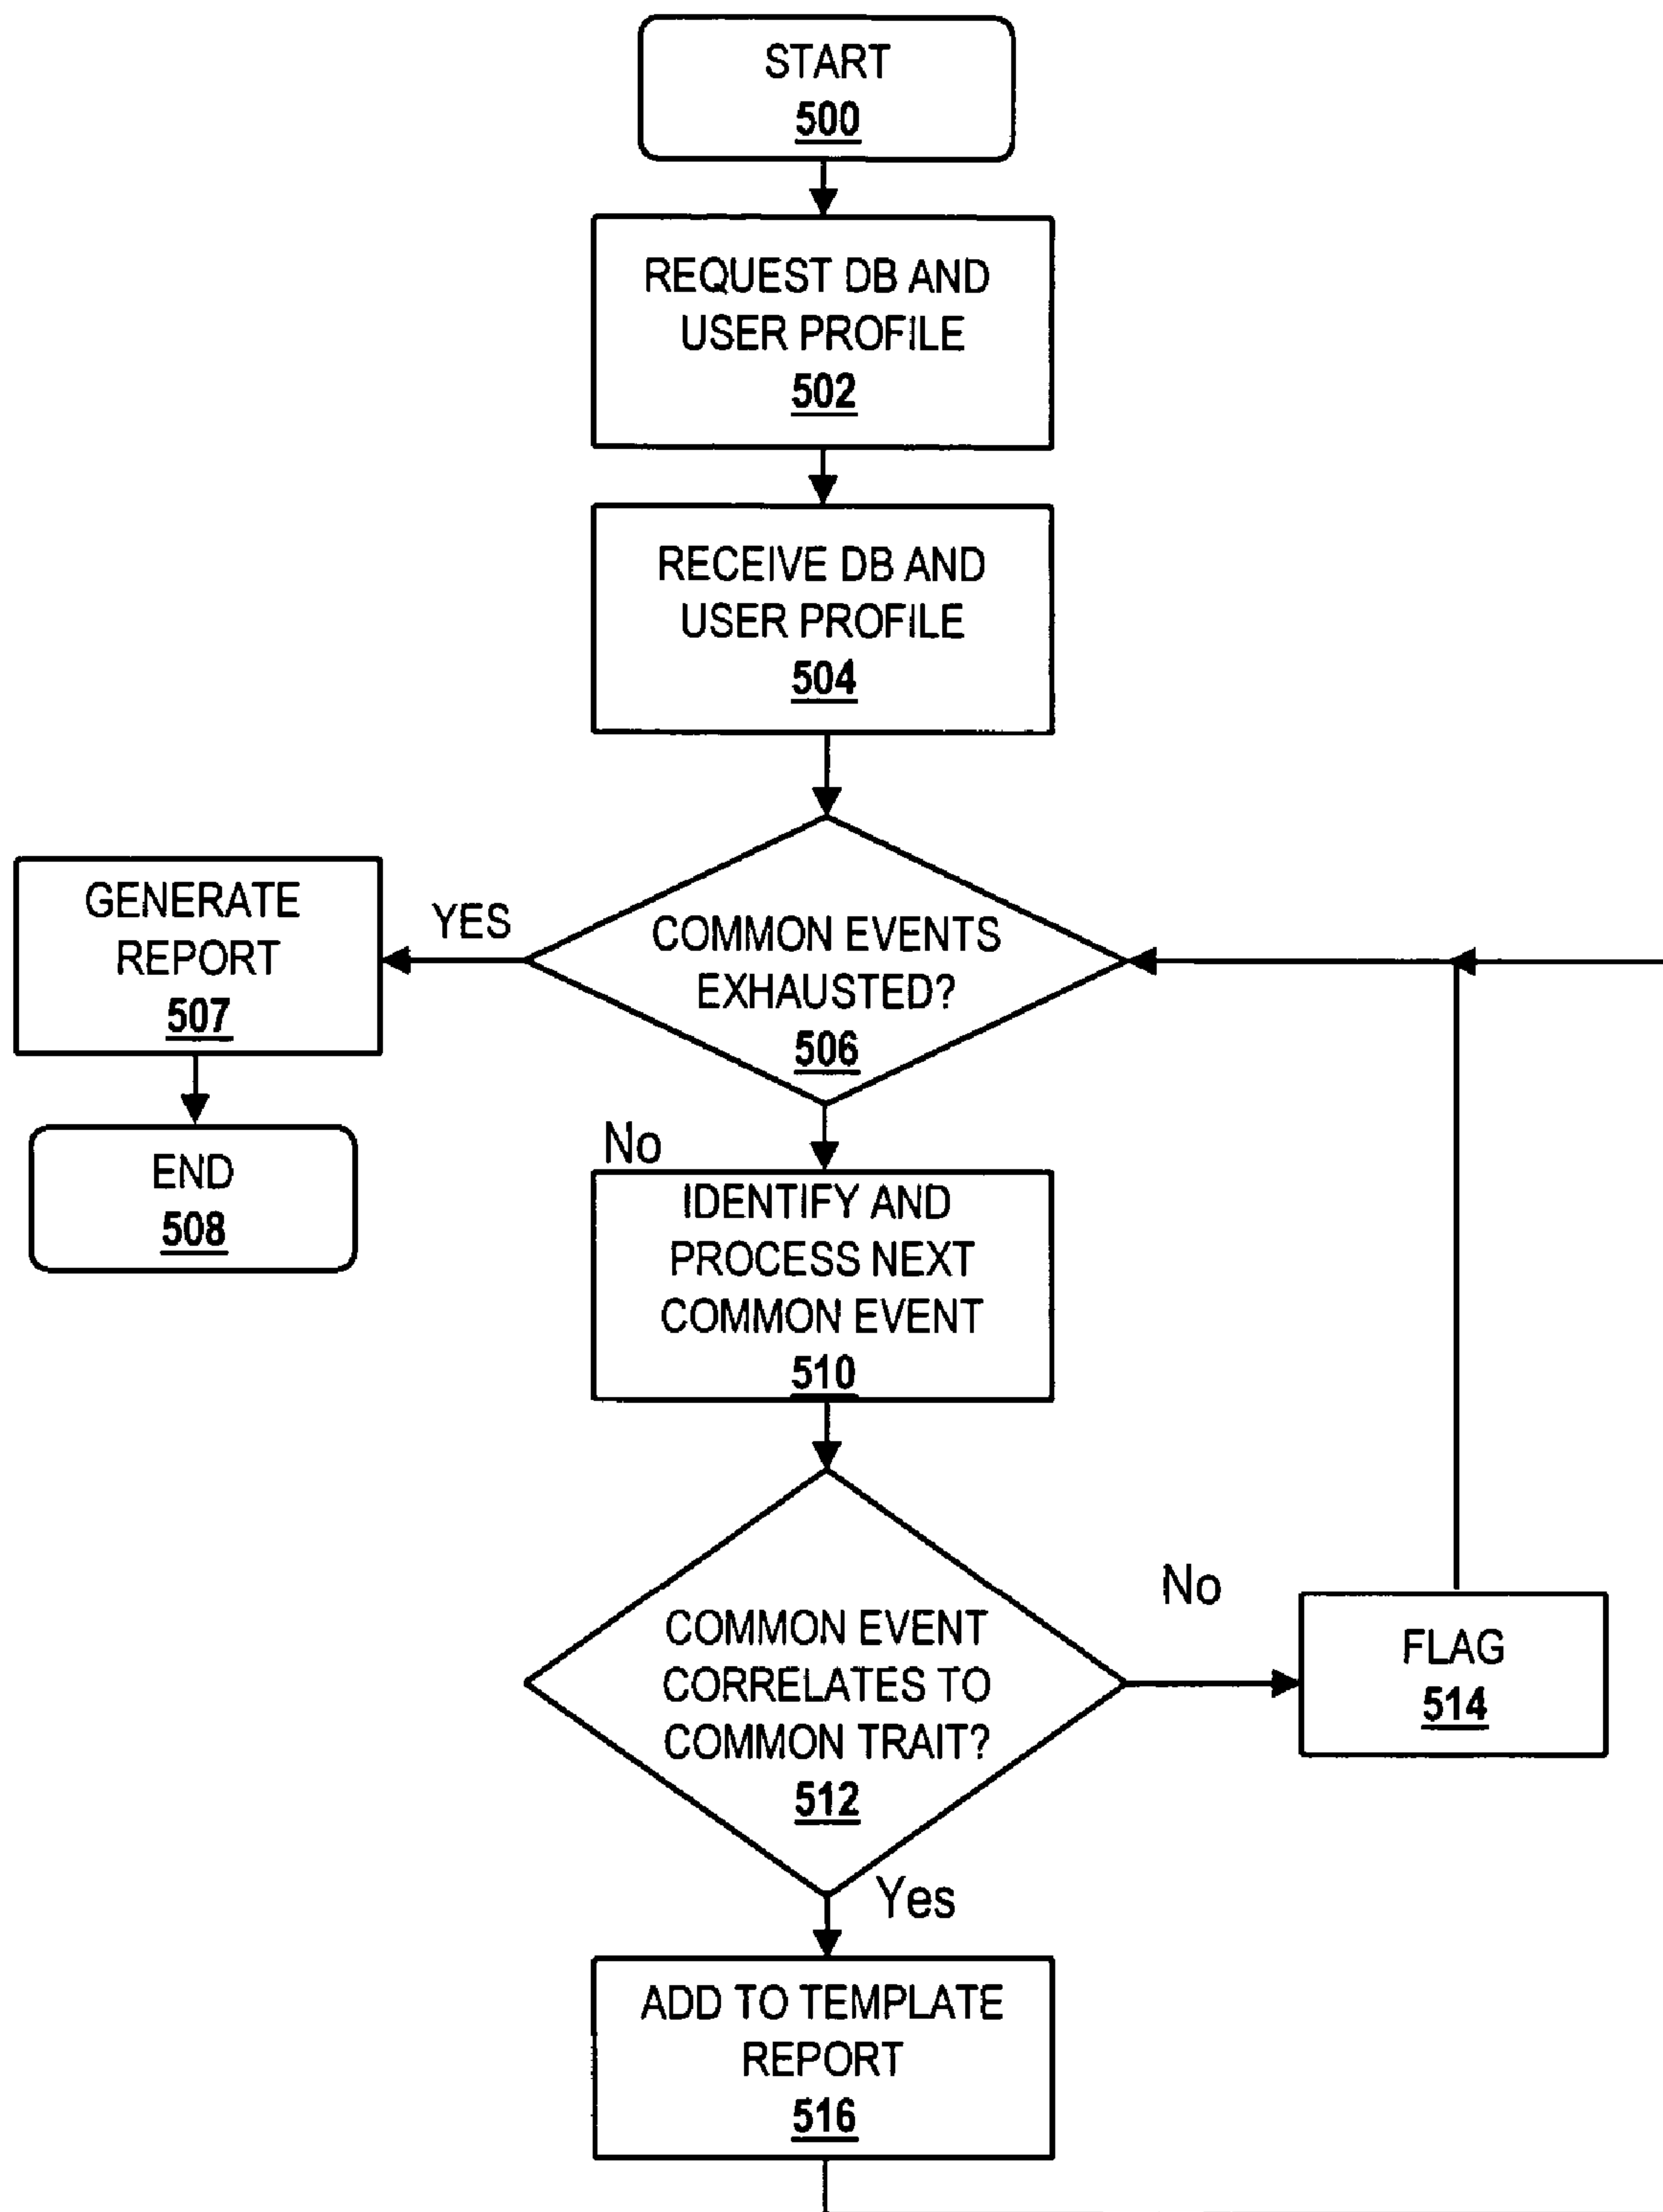 START
500
REQUEST DB AND
USER PROFILE
502
RECEIVE DB AND
USER PROFILE
504
GENERATE
REPORT
507
YES
COMMON EVENTS
EXHAUSTED?
506
END
508
No
IDENTIFY AND
PROCESS NEXT
COMMON EVENT
510
COMMON EVENT
CORRELATES TO
COMMON TRAIT?
512
No
FLAG
514
Yes
ADD TO TEMPLATE
REPORT
516